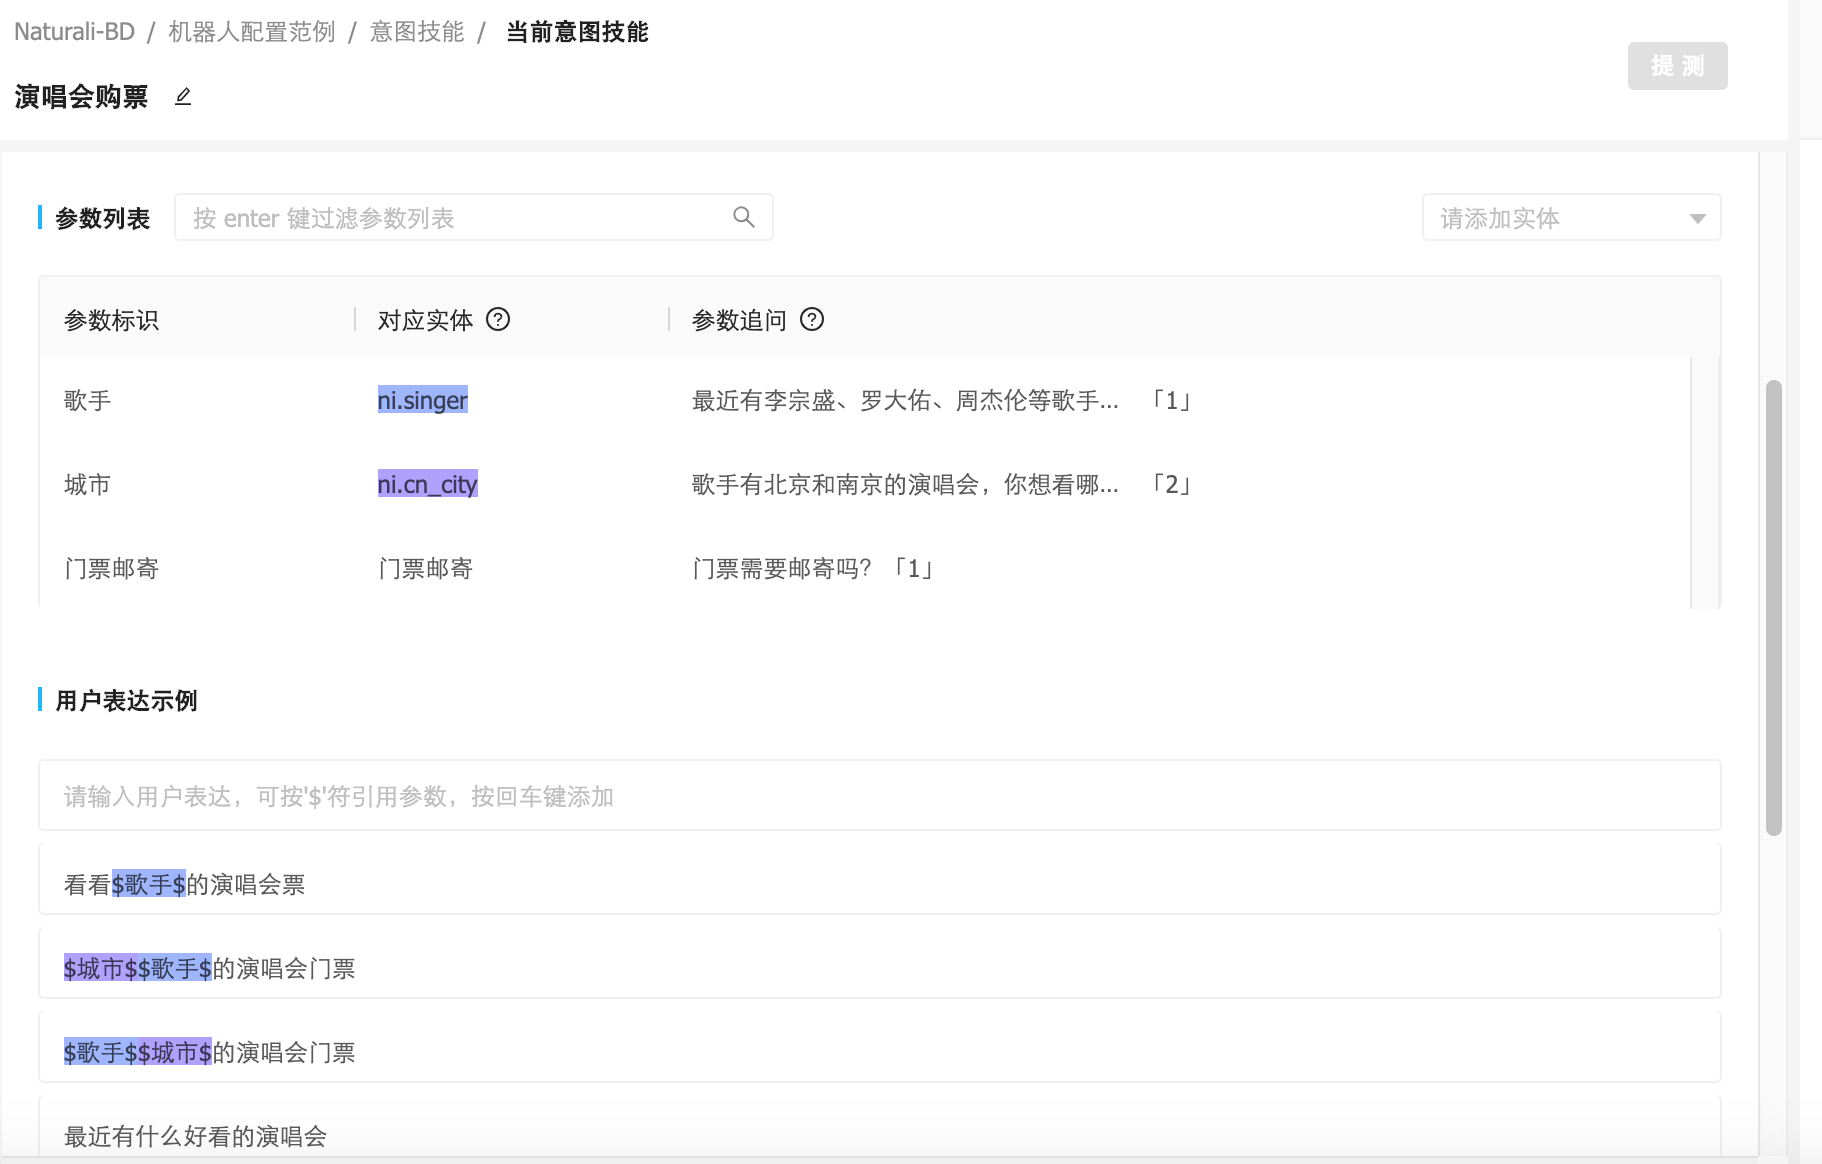 Naturali-BD / 机器人配置范例 / 意图技能 / 当前意图技能
提 测
演唱会购票
参数列表 按 enter 键过滤参数列表 请添加实体
参数标识 对应实体 ? 参数追问 ?
歌手 ni.singer 最近有李宗盛、罗大佑、周杰伦等歌手... 「1」
城市 ni.cn_city 歌手有北京和南京的演唱会，你想看哪... 「2」
门票邮寄 门票邮寄 门票需要邮寄吗？「1」
用户表达示例
请输入用户表达，可按'$'符引用参数，按回车键添加
看看$歌手$的演唱会票
$城市$$歌手$的演唱会门票
$歌手$$城市$的演唱会门票
最近有什么好看的演唱会